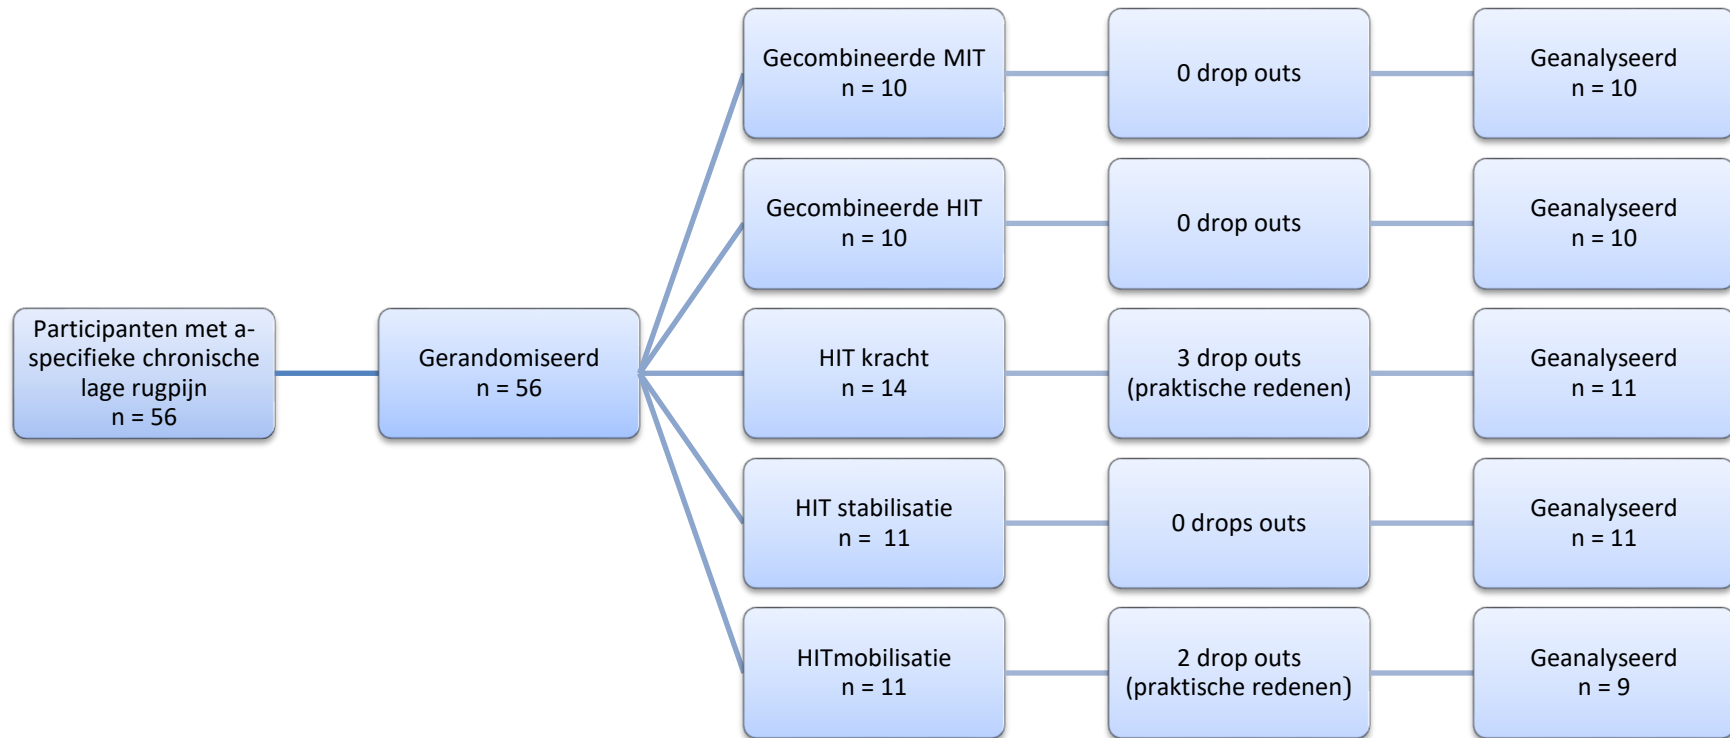 Participanten met a-
specifieke chronische
lage rugpijn
n = 56
Gerandomiseerd
n = 56
Gecombineerde MIT
n = 10
0 drop outs
Geanalyseerd
n = 10
Gecombineerde HIT
n = 10
0 drop outs
Geanalyseerd
n = 10
HIT kracht
n = 14
3 drop outs
(praktische redenen)
Geanalyseerd
n = 11
HIT stabilisatie
n =  11
0 drops outs
Geanalyseerd
n = 11
HITmobilisatie
n = 11
2 drop outs
(praktische redenen)
Geanalyseerd
n = 9